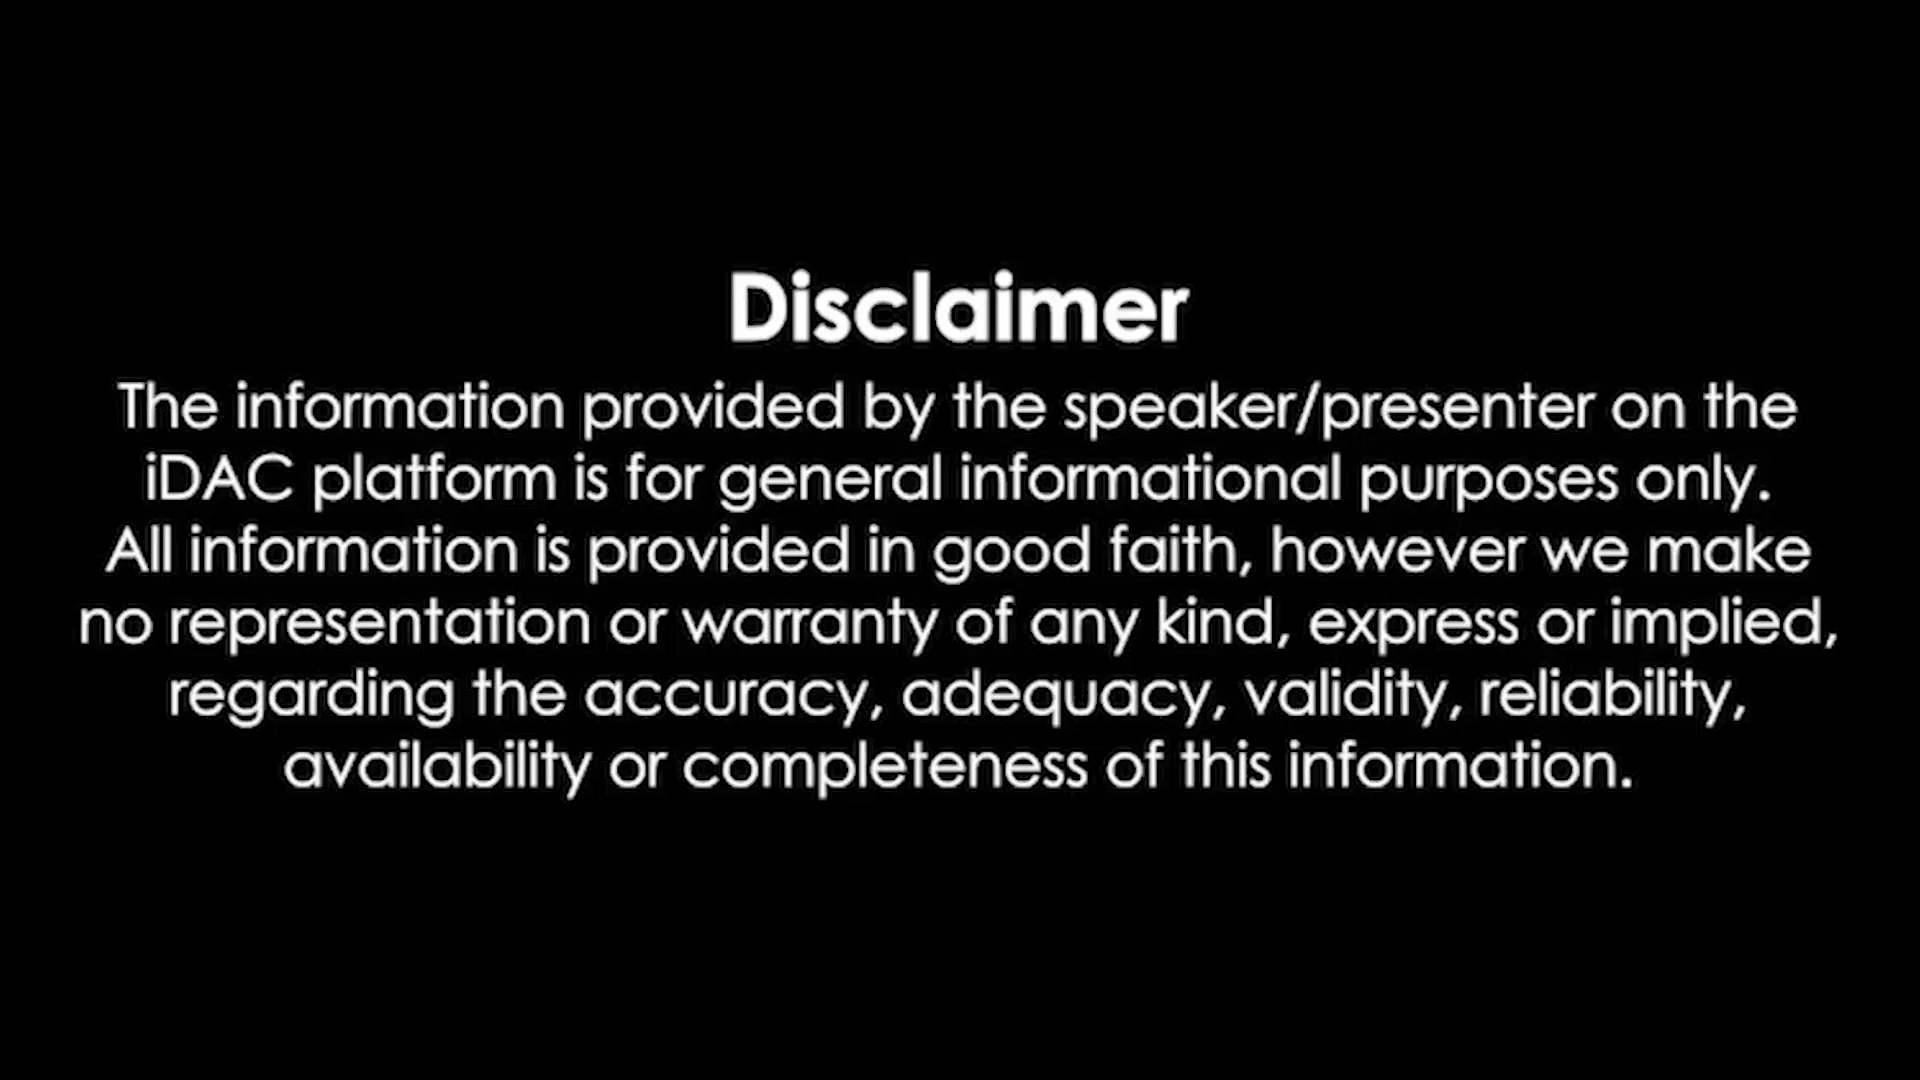 Disclaimer
The information provided by the speaker/presenter on the
iDAC platform is for general informational purposes only.
All information is provided in good faith, however we make
no representation or warranty of any kind, express or implied,
regarding the accuracy, adequacy, validity, reliability,
availability or completeness of this information.